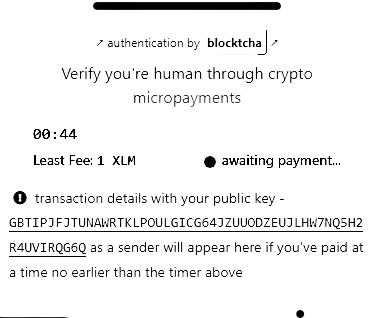 authentication by blocktcha
Verify you're human through crypto
micropayments
00:44
Least Fee: 1 XLM
awaiting payment...
transaction details with your public key -
GBTIPJFJTUNAWRTKLPOULGICG64JZUUODZEUJLHW7NQ5H2
R4UVIRQG6Q as a sender will appear here if you've paid at
a time no earlier than the timer above